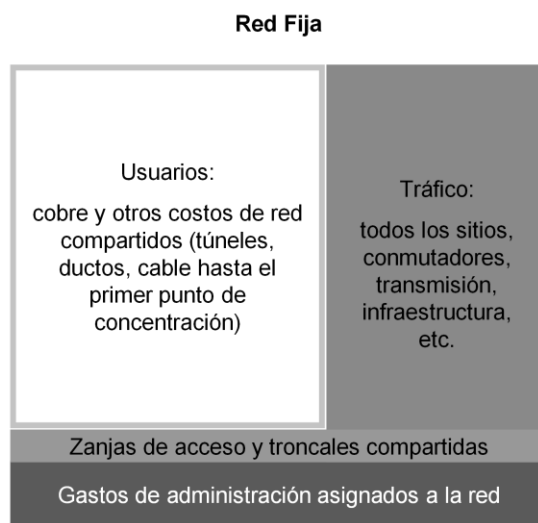 Red Fija
Usuarios:
cobre y otros costos de red
compartidos (túneles,
ductos, cable hasta el
primer punto de
concentración)
Tráfico:
todos los sitios,
conmutadores,
transmisión,
infraestructura,
etc.
Zanjas de acceso y troncales compartidas
Gastos de administración asignados a la red